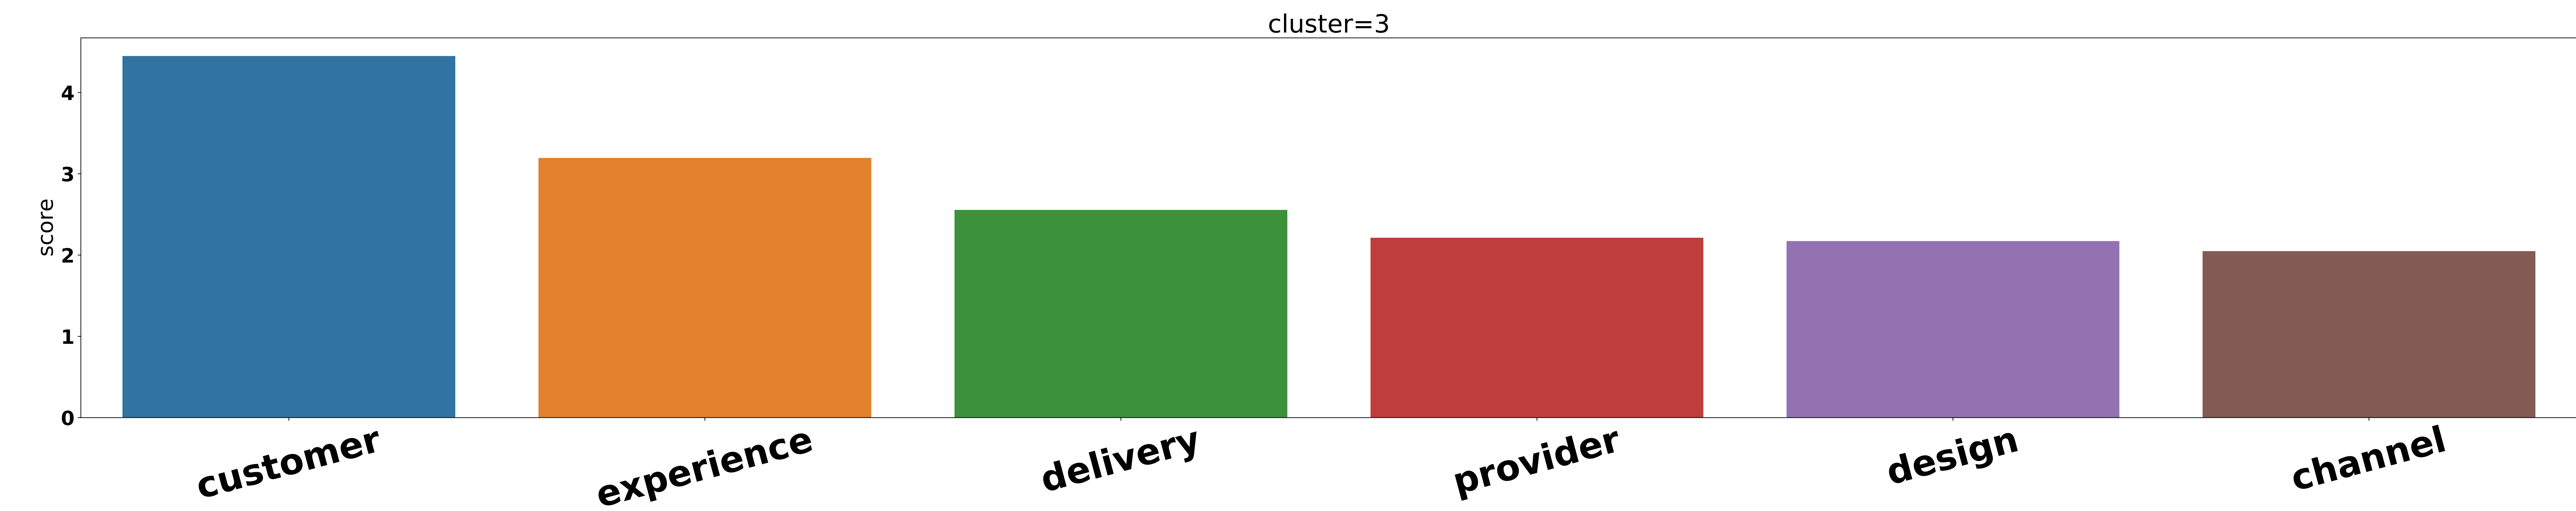 cluster=3
score
4
3
2
1
0
customer
experience
delivery
provider
design
channel